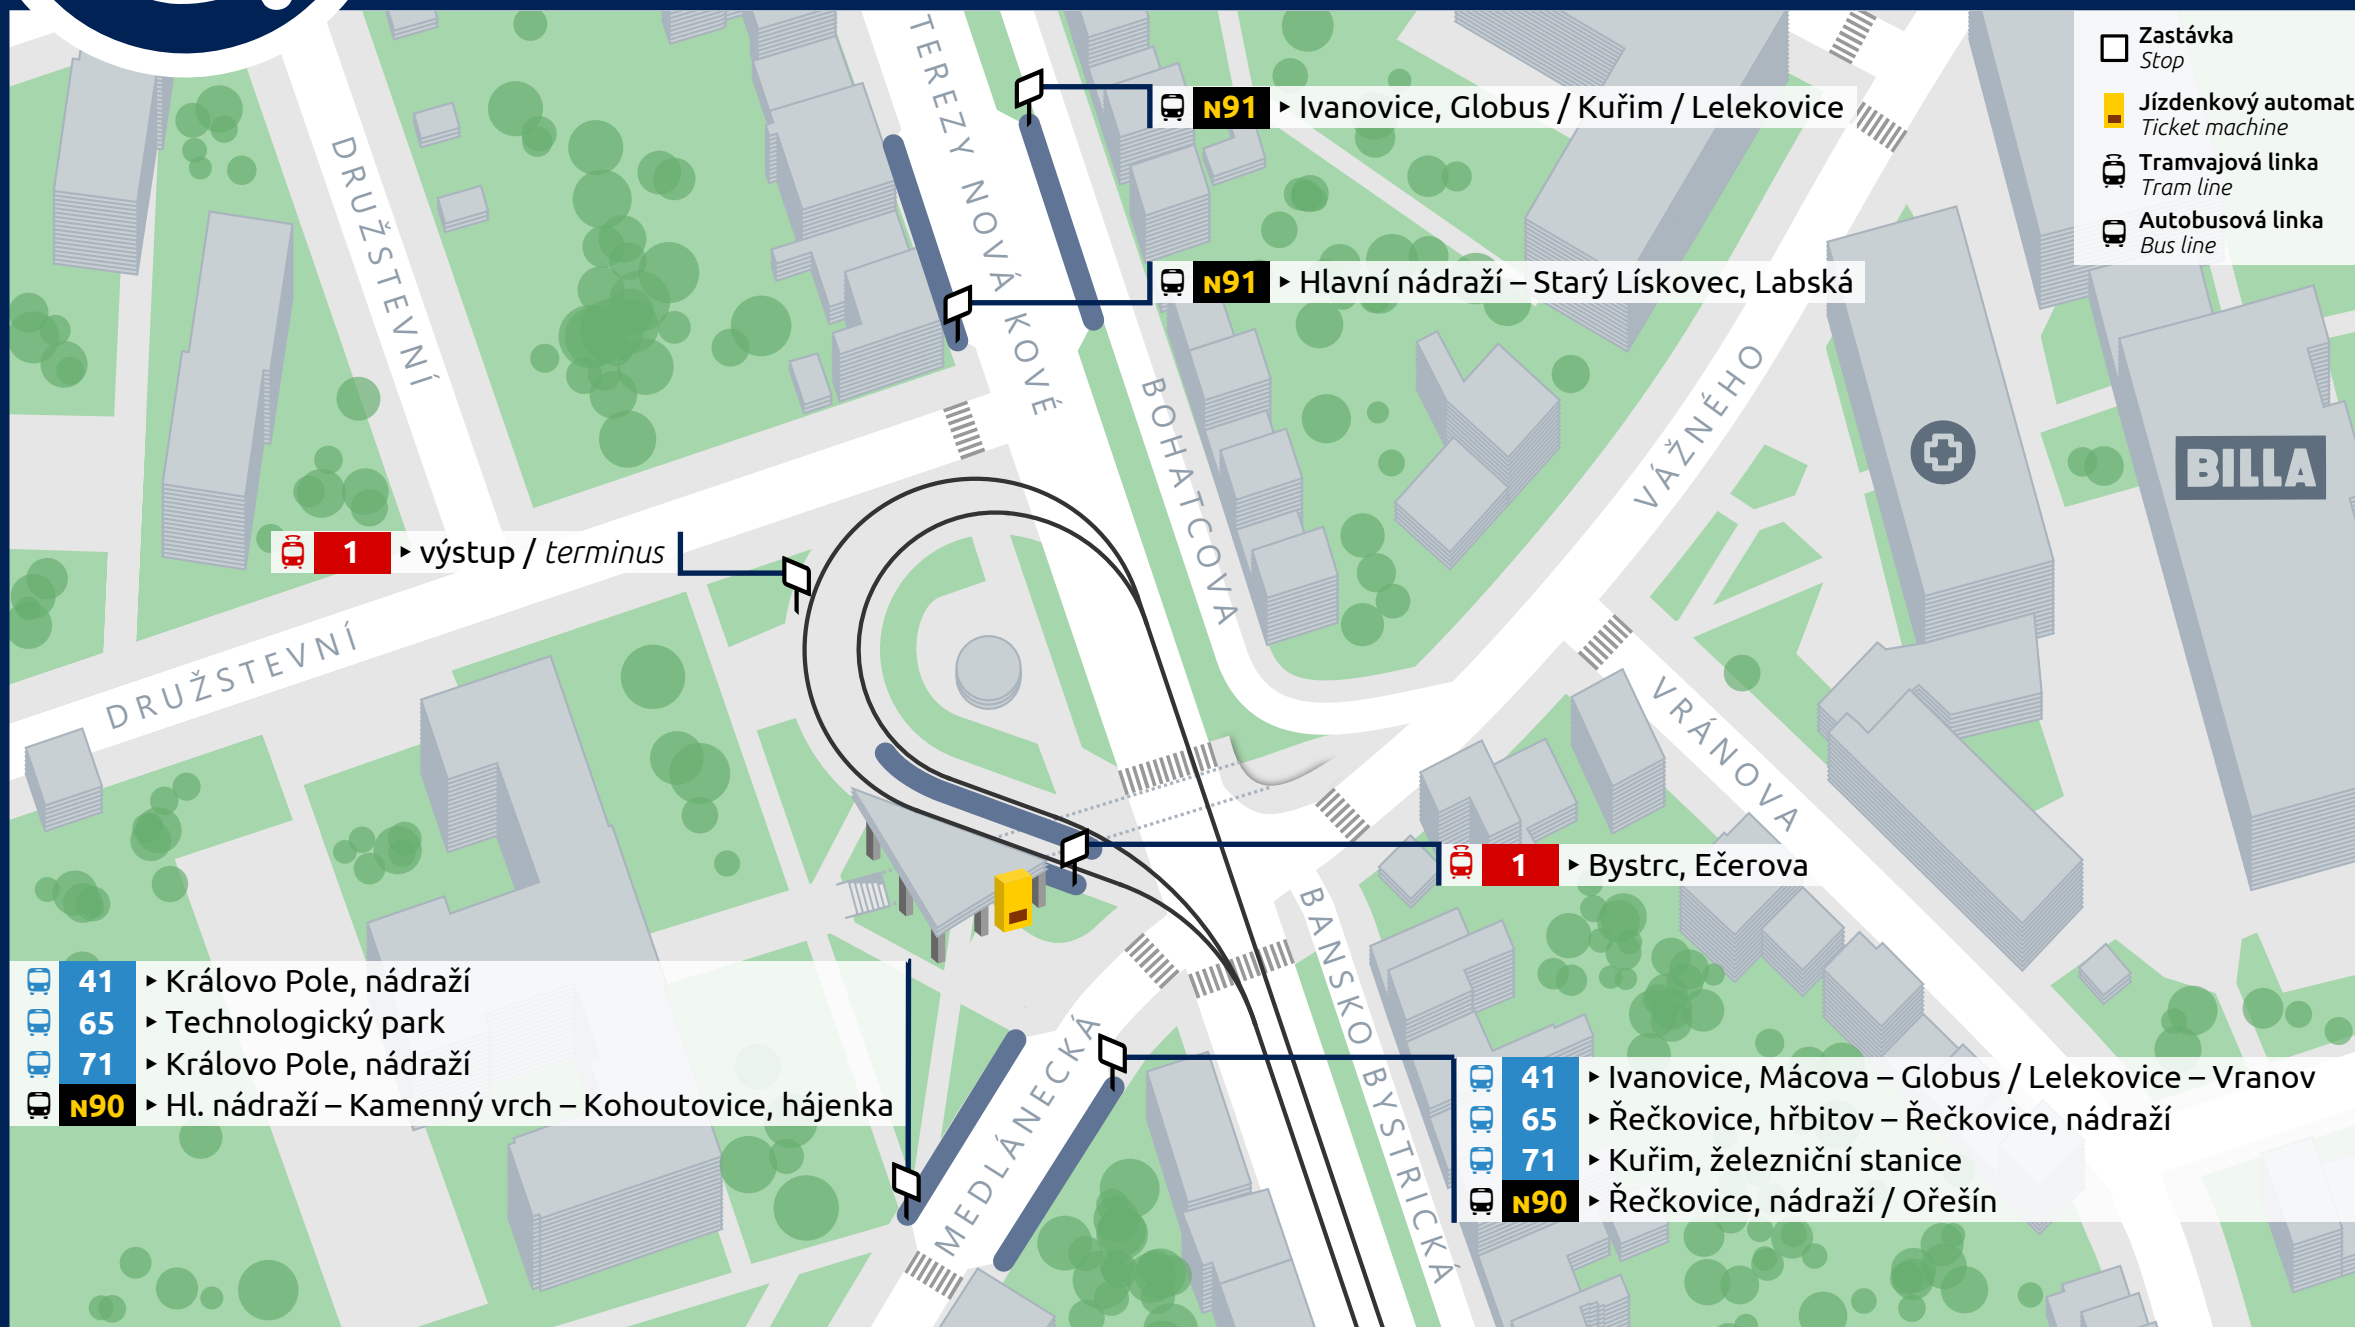 Zastávka
Stop
Jízdenkový automat
Ticket machine
Tramvajová linka
Tram line
Autobusová linka
Bus line
TEREZY NOVÁKOVÉ
N91 ▸ Ivanovice, Globus / Kuřim / Lelekovice
DRUŽSTEVNÍ
N91 ▸ Hlavní nádraží – Starý Lískovec, Labská
BOHATCOVA
VÁŽNÉHO
BILLA
1 ▸ výstup / terminus
DRUŽSTEVNÍ
VRÁNOVA
1 ▸ Bystrc, Ečerova
BANSKOBYSTRICKÁ
41 ▸ Královo Pole, nádraží
65 ▸ Technologický park
71 ▸ Královo Pole, nádraží
N90 ▸ Hl. nádraží – Kamenný vrch – Kohoutovice, hájenka
MEDLÁNECKÁ
41 ▸ Ivanovice, Mácova – Globus / Lelekovice – Vranov
65 ▸ Řečkovice, hřbitov – Řečkovice, nádraží
71 ▸ Kuřim, železniční stanice
N90 ▸ Řečkovice, nádraží / Ořešín